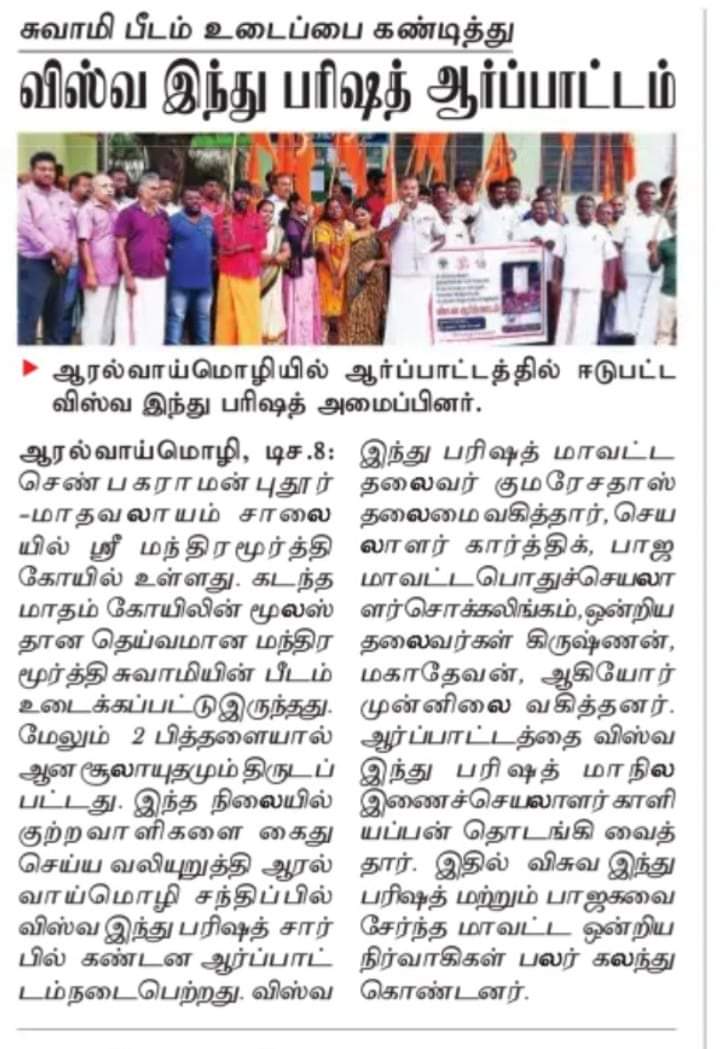 சுவாமி பீடம் உடைப்பை கண்டித்து
விஸ்வ இந்து பரிஷத் ஆர்ப்பாட்டம்
ஆரல்வாய்மொழியில் ஆர்ப்பாட்டத்தில் ஈடுபட்ட
விஸ்வ இந்து பரிஷத் அமைப்பினர்.
ஆரல்வாய்மொழி, டிச.8:
செண்பகராமன்புதூர்
-மாதவலாயம் சாலை
யில் ஸ்ரீ மந்திரமூர்த்தி
கோயில் உள்ளது. கடந்த
மாதம் கோயிலின் மூலஸ்
தான தெய்வமான மந்திர
மூர்த்தி சுவாமியின் பீடம்
உடைக்கப்பட்டு இருந்தது.
மேலும் 2 பித்தளையால்
ஆன சூலாயுதமும் திருடப்
பட்டது. இந்த நிலையில்
குற்றவாளிகளை கைது
செய்ய வலியுறுத்தி ஆரல்
வாய்மொழி சந்திப்பில்
விஸ்வ இந்து பரிஷத் சார்
பில் கண்டன ஆர்ப்பாட்
டம் நடைபெற்றது. விஸ்வ
இந்து பரிஷத் மாவட்ட
தலைவர் குமரேசதாஸ்
தலைமை வகித்தார், செய
லாளர் கார்த்திக், பாஜ
மாவட்ட பொதுச்செயலா
ளர் சொக்கலிங்கம், ஒன்றிய
தலைவர்கள் கிருஷ்ணன்,
மகாதேவன், ஆகியோர்
முன்னிலை வகித்தனர்.
ஆர்ப்பாட்டத்தை விஸ்வ
இந்து பரிஷத் மாநில
இணைச்செயலாளர் காளி
யப்பன் தொடங்கி வைத்
தார். இதில் விசுவ இந்து
பரிஷத் மற்றும் பாஜகவை
சேர்ந்த மாவட்ட ஒன்றிய
நிர்வாகிகள் பலர் கலந்து
கொண்டனர்.